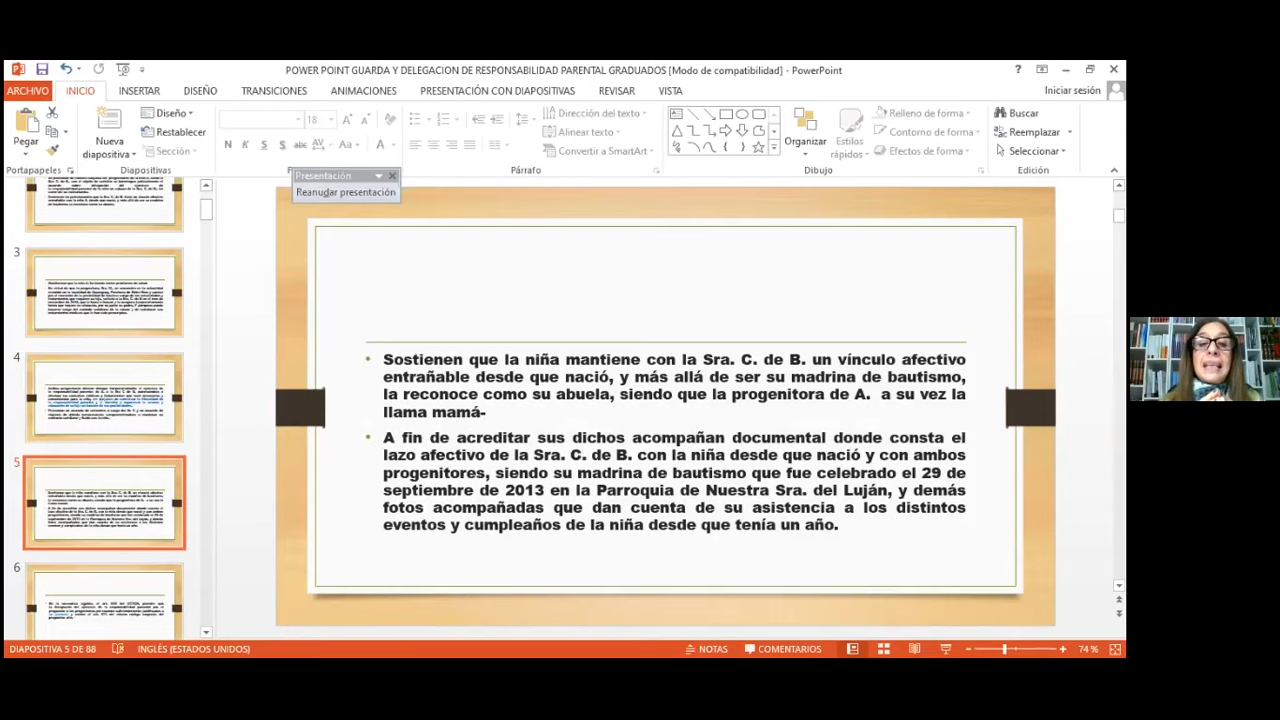 POWER POINT GUARDA Y DELEGACION DE RESPONSABILIDAD PARENTAL GRADUADOS [Modo de compatibilidad] - PowerPoint
ARCHIVO INICIO INSERTAR DISEÑO TRANSICIONES ANIMACIONES PRESENTACIÓN CON DIAPOSITIVAS REVISAR VISTA Iniciar sesión
Pegar
Nueva diapositiva
Diseño
Restablecer
Sección
18
N K S S abc AV Aa A
Dirección del texto
Alinear texto
Convertir a SmartArt
Organizar
Estilos rápidos
Relleno de forma
Contorno de forma
Efectos de forma
Buscar
Reemplazar
Seleccionar
Portapapeles Diapositivas Párrafo Dibujo Edición
Presentación
Reanudar presentación
3
4
5
6
• Sostienen que la niña mantiene con la Sra. C. de B. un vínculo afectivo
entrañable desde que nació, y más allá de ser su madrina de bautismo,
la reconoce como su abuela, siendo que la progenitora de A. a su vez la
llama mamá-
• A fin de acreditar sus dichos acompañan documental donde consta el
lazo afectivo de la Sra. C. de B. con la niña desde que nació y con ambos
progenitores, siendo su madrina de bautismo que fue celebrado el 29 de
septiembre de 2013 en la Parroquia de Nuestra Sra. del Luján, y demás
fotos acompañadas que dan cuenta de su asistencia a los distintos
eventos y cumpleaños de la niña desde que tenía un año.
DIAPOSITIVA 5 DE 88 INGLÉS (ESTADOS UNIDOS) NOTAS COMENTARIOS 74 %